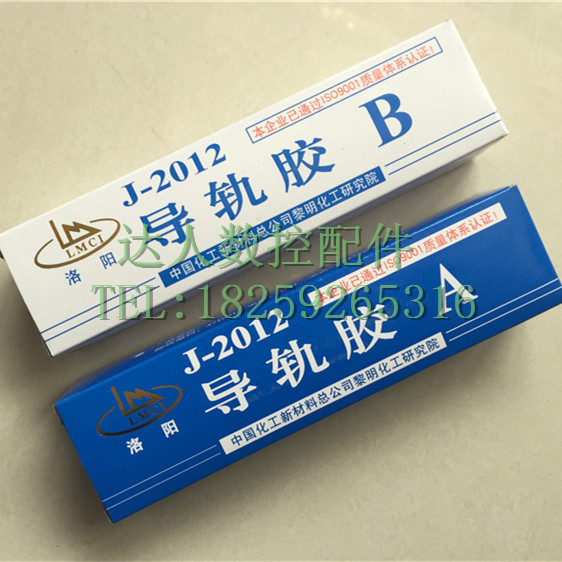 本企业已通过ISO9001质量体系认证!
J-2012
导轨胶 B
LMCI
洛阳
中国化工新材料总公司黎明化工研究院
达人数控配件
TEL:18259265316
本企业已通过ISO9001质量体系认证!
J-2012
导轨胶 A
LMCI
洛阳
中国化工新材料总公司黎明化工研究院